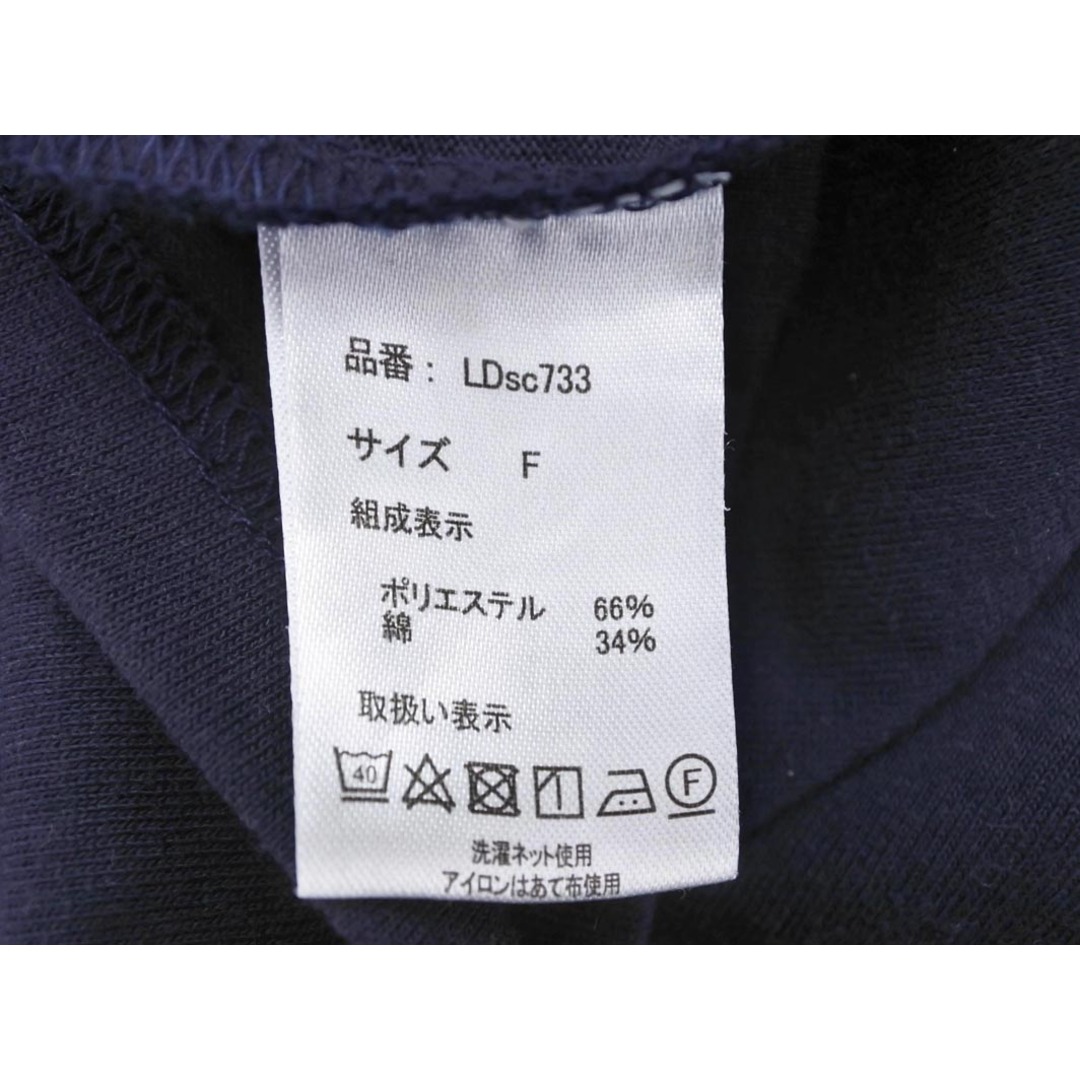 品番： LDsc733
サイズ F
組成表示
ポリエステル 66%
綿 34%
取扱い表示
40 F
洗濯ネット使用
アイロンはあて布使用